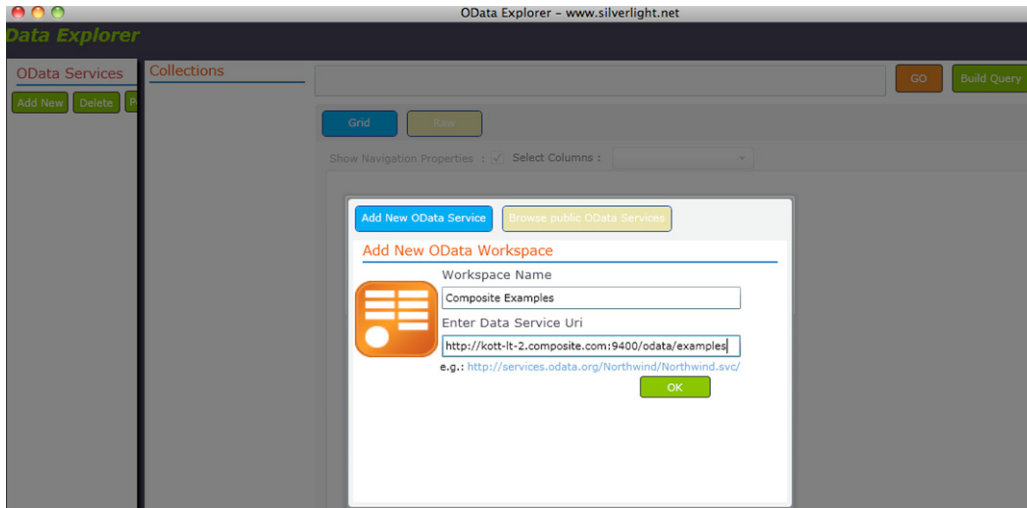 OData Explorer – www.silverlight.net
Data Explorer
OData Services
Collections
GO
Build Query
Add New
Delete
Grid
Raw
Show Navigation Properties :
Select Columns :
Add New OData Service
Browse public OData Services
Add New OData Workspace
Workspace Name
Composite Examples
Enter Data Service Uri
http://kott-lt-2.composite.com:9400/odata/examples
e.g.: http://services.odata.org/Northwind/Northwind.svc/
OK